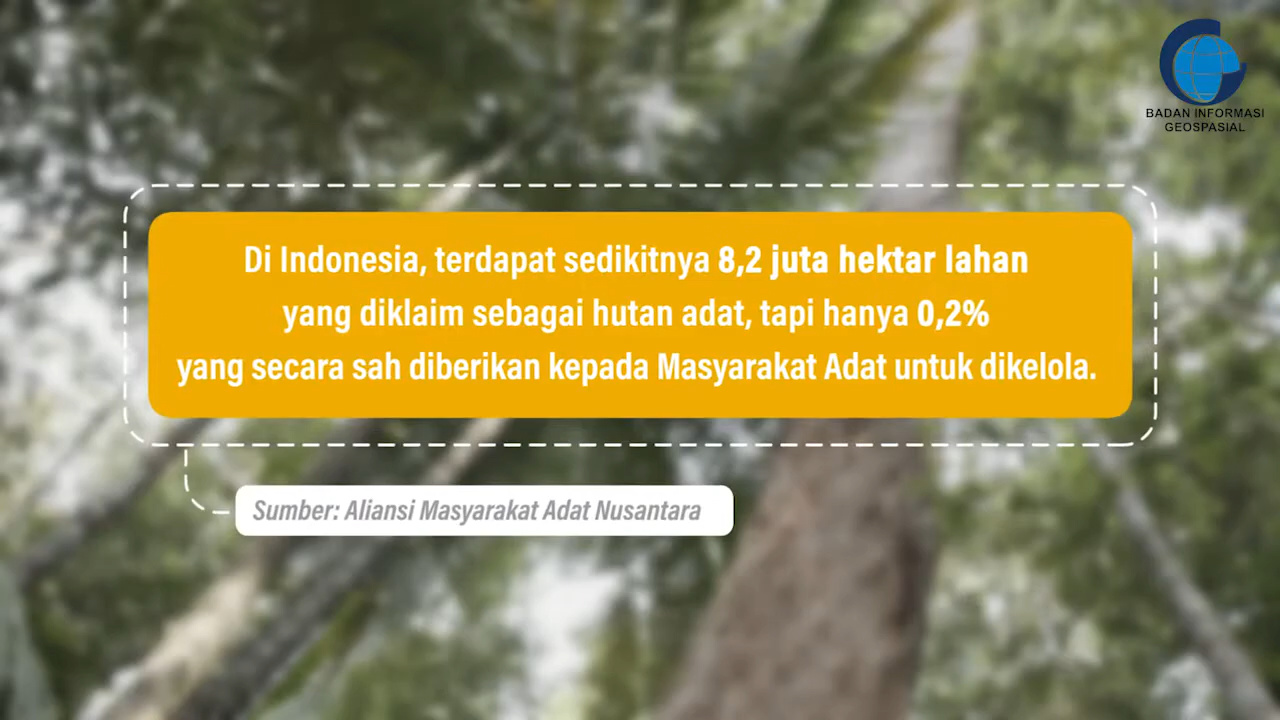 BADAN INFORMASI
GEOSPASIAL
Di Indonesia, terdapat sedikitnya 8,2 juta hektar lahan
yang diklaim sebagai hutan adat, tapi hanya 0,2%
yang secara sah diberikan kepada Masyarakat Adat untuk dikelola.
Sumber: Aliansi Masyarakat Adat Nusantara